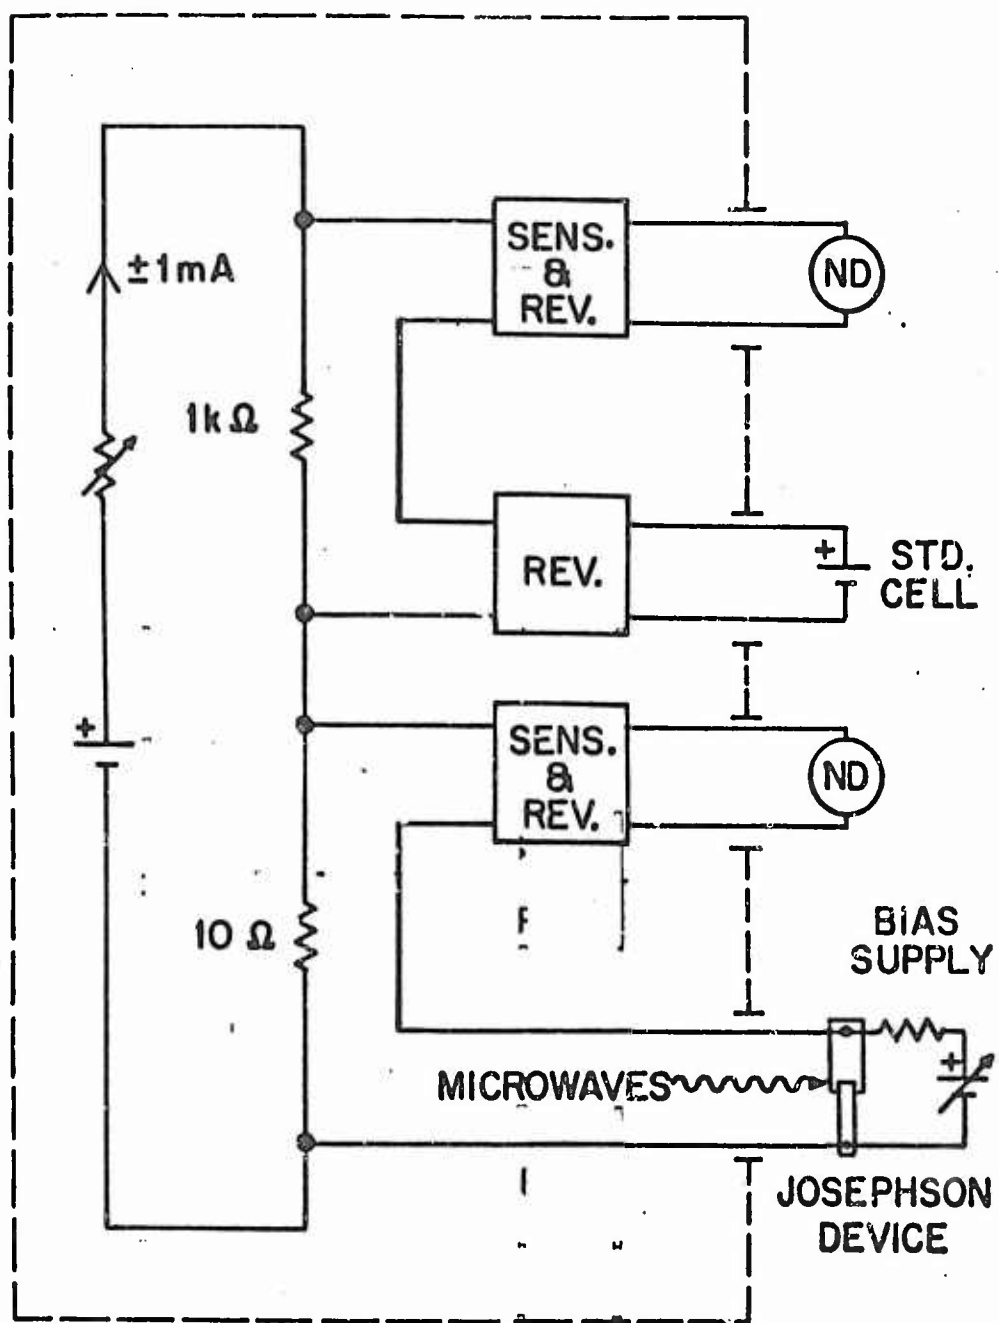 SENS.
&
REV.
ND
± 1mA
1kΩ
REV.
+
STD.
CELL
+
SENS.
&
REV.
ND
10 Ω
BIAS
SUPPLY
+
MICROWAVES
JOSEPHSON
DEVICE